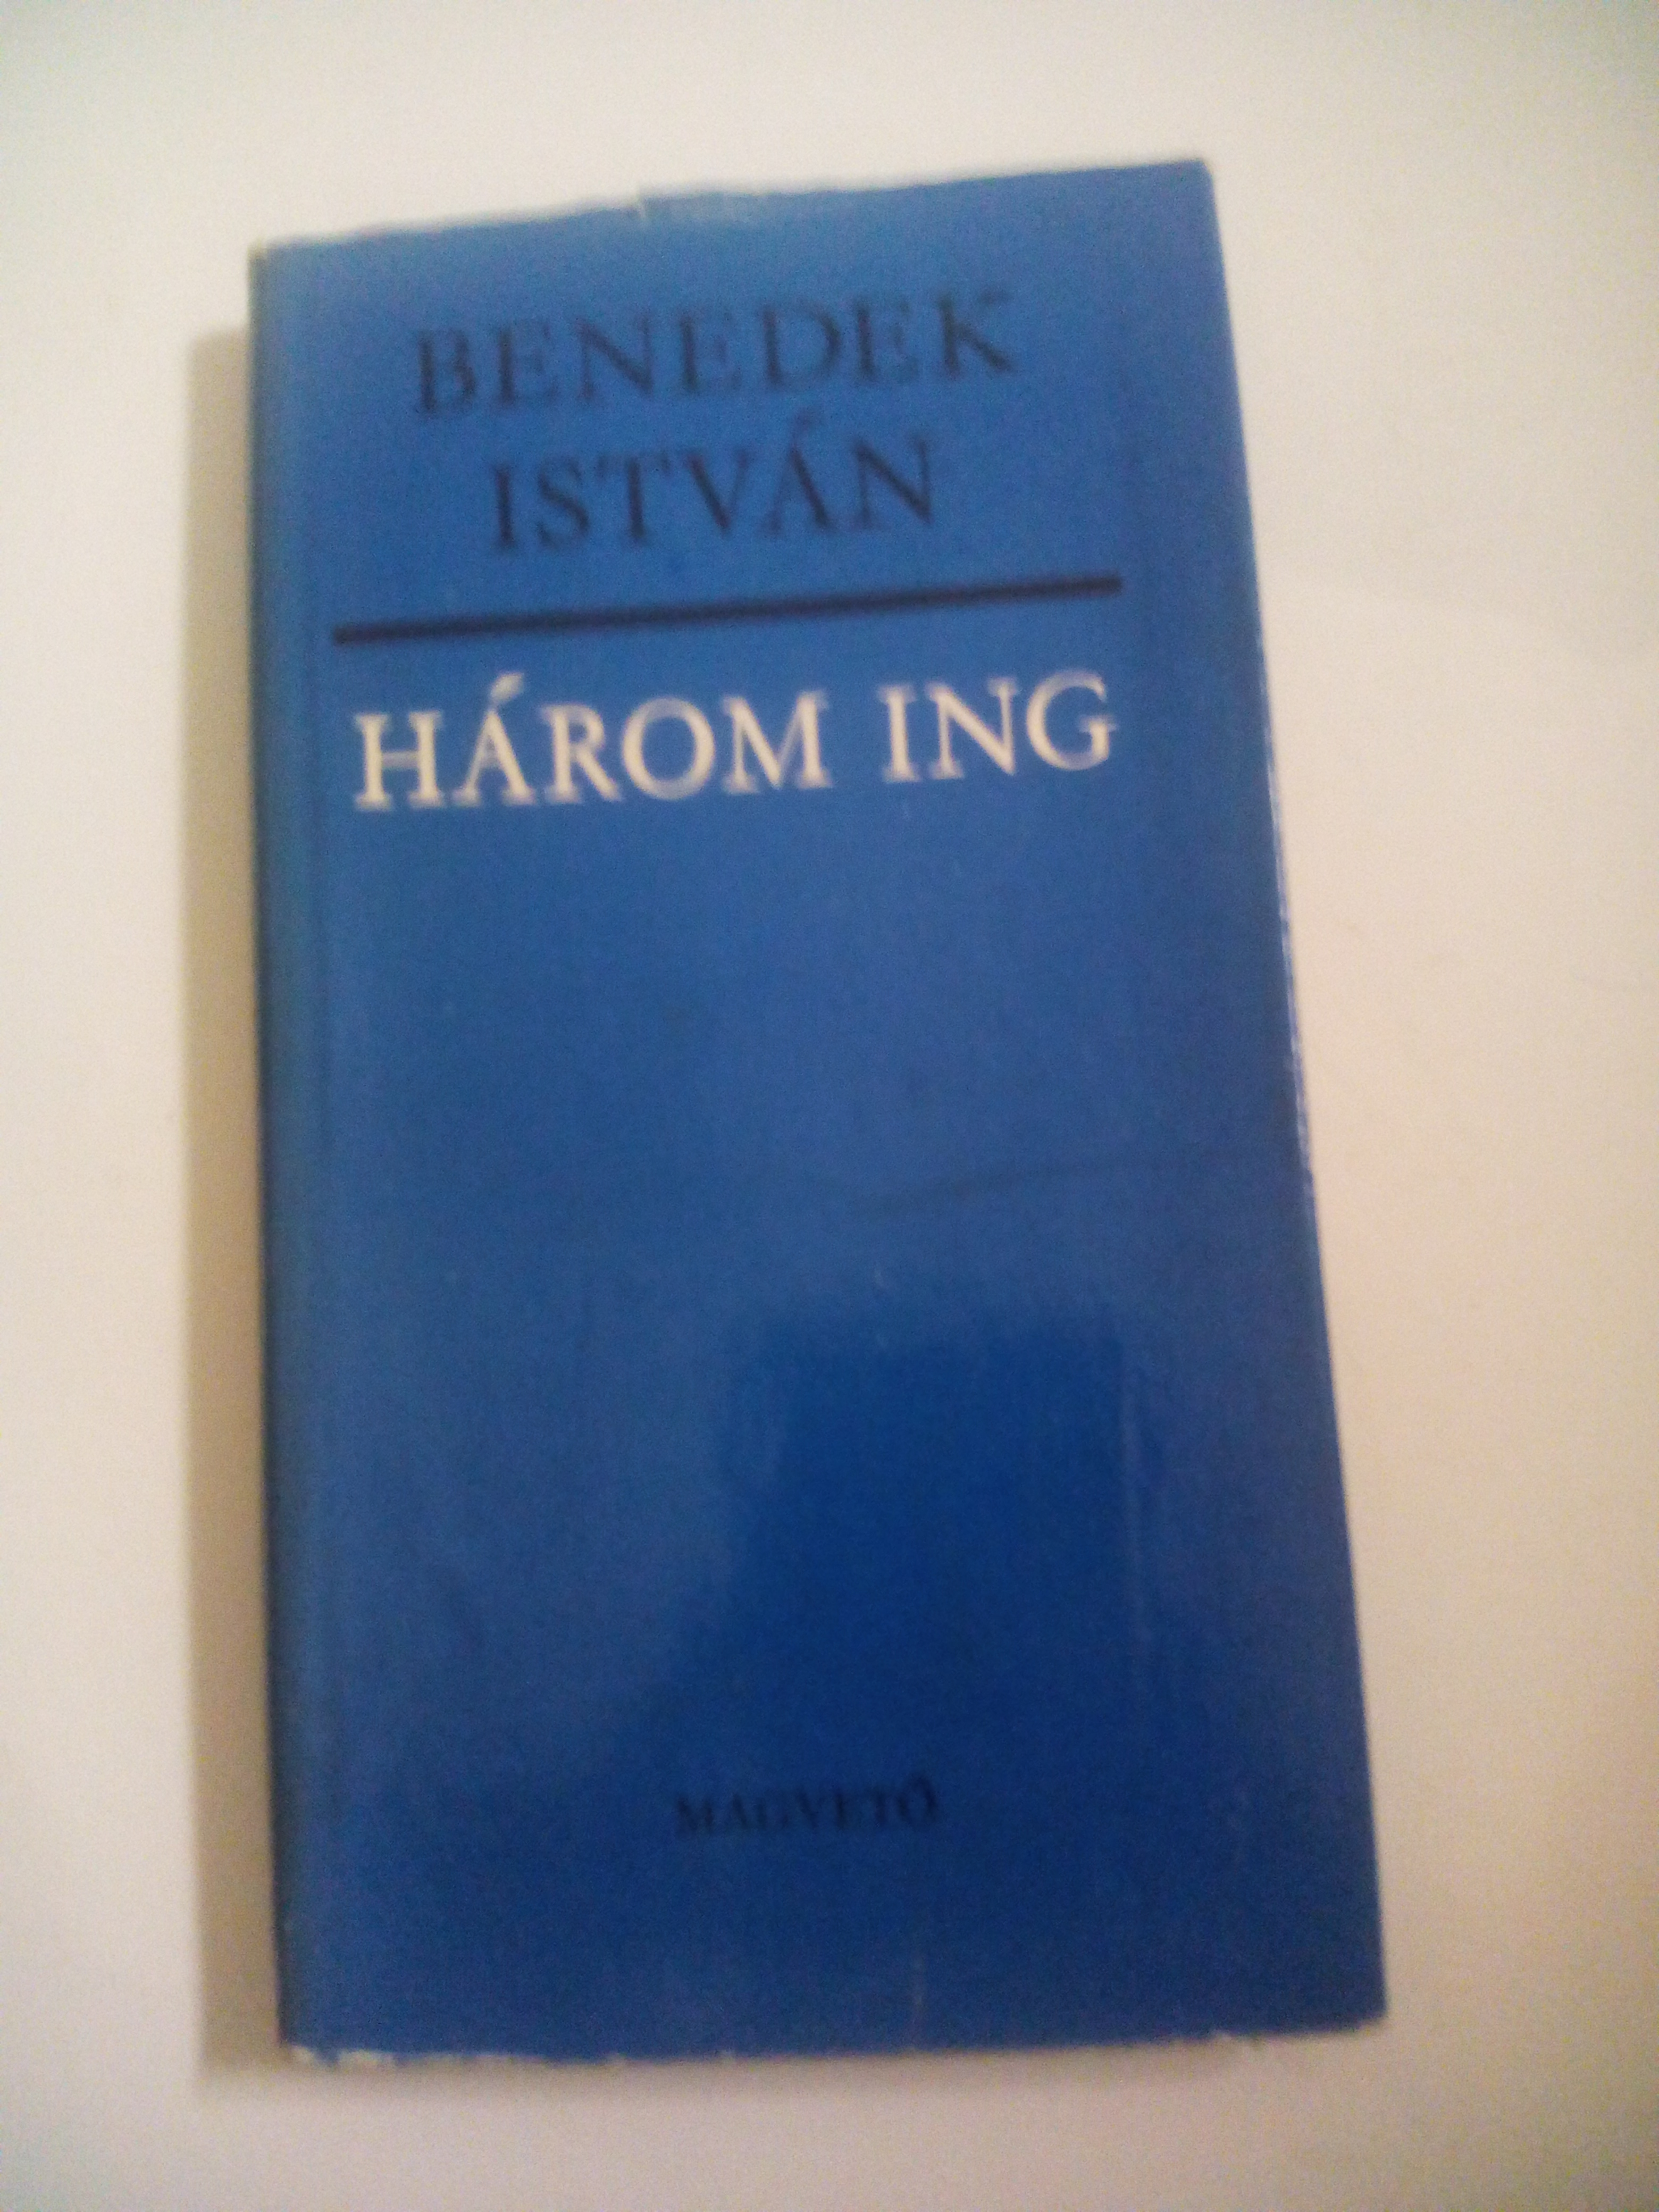 BENEDEK
ISTVÁN
HÁROM ING
MAGVETŐ